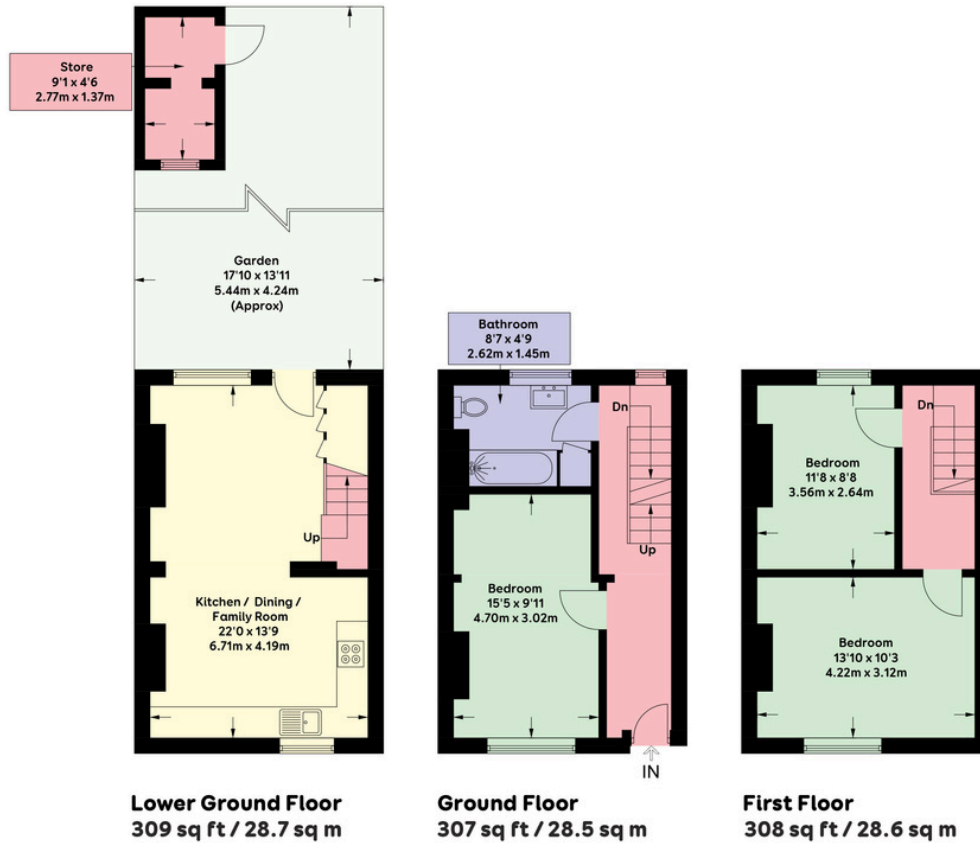 Store
9'1 x 4'6
2.77m x 1.37m
Garden
17'10 x 13'11
5.44m x 4.24m
(Approx)
Up
Kitchen / Dining /
Family Room
22'0 x 13'9
6.71m x 4.19m
Bathroom
8'7 x 4'9
2.62m x 1.45m
Dn
Up
Bedroom
15'5 x 9'11
4.70m x 3.02m
IN
Dn
Bedroom
11'8 x 8'8
3.56m x 2.64m
Bedroom
13'10 x 10'3
4.22m x 3.12m
Lower Ground Floor
309 sq ft / 28.7 sq m
Ground Floor
307 sq ft / 28.5 sq m
First Floor
308 sq ft / 28.6 sq m